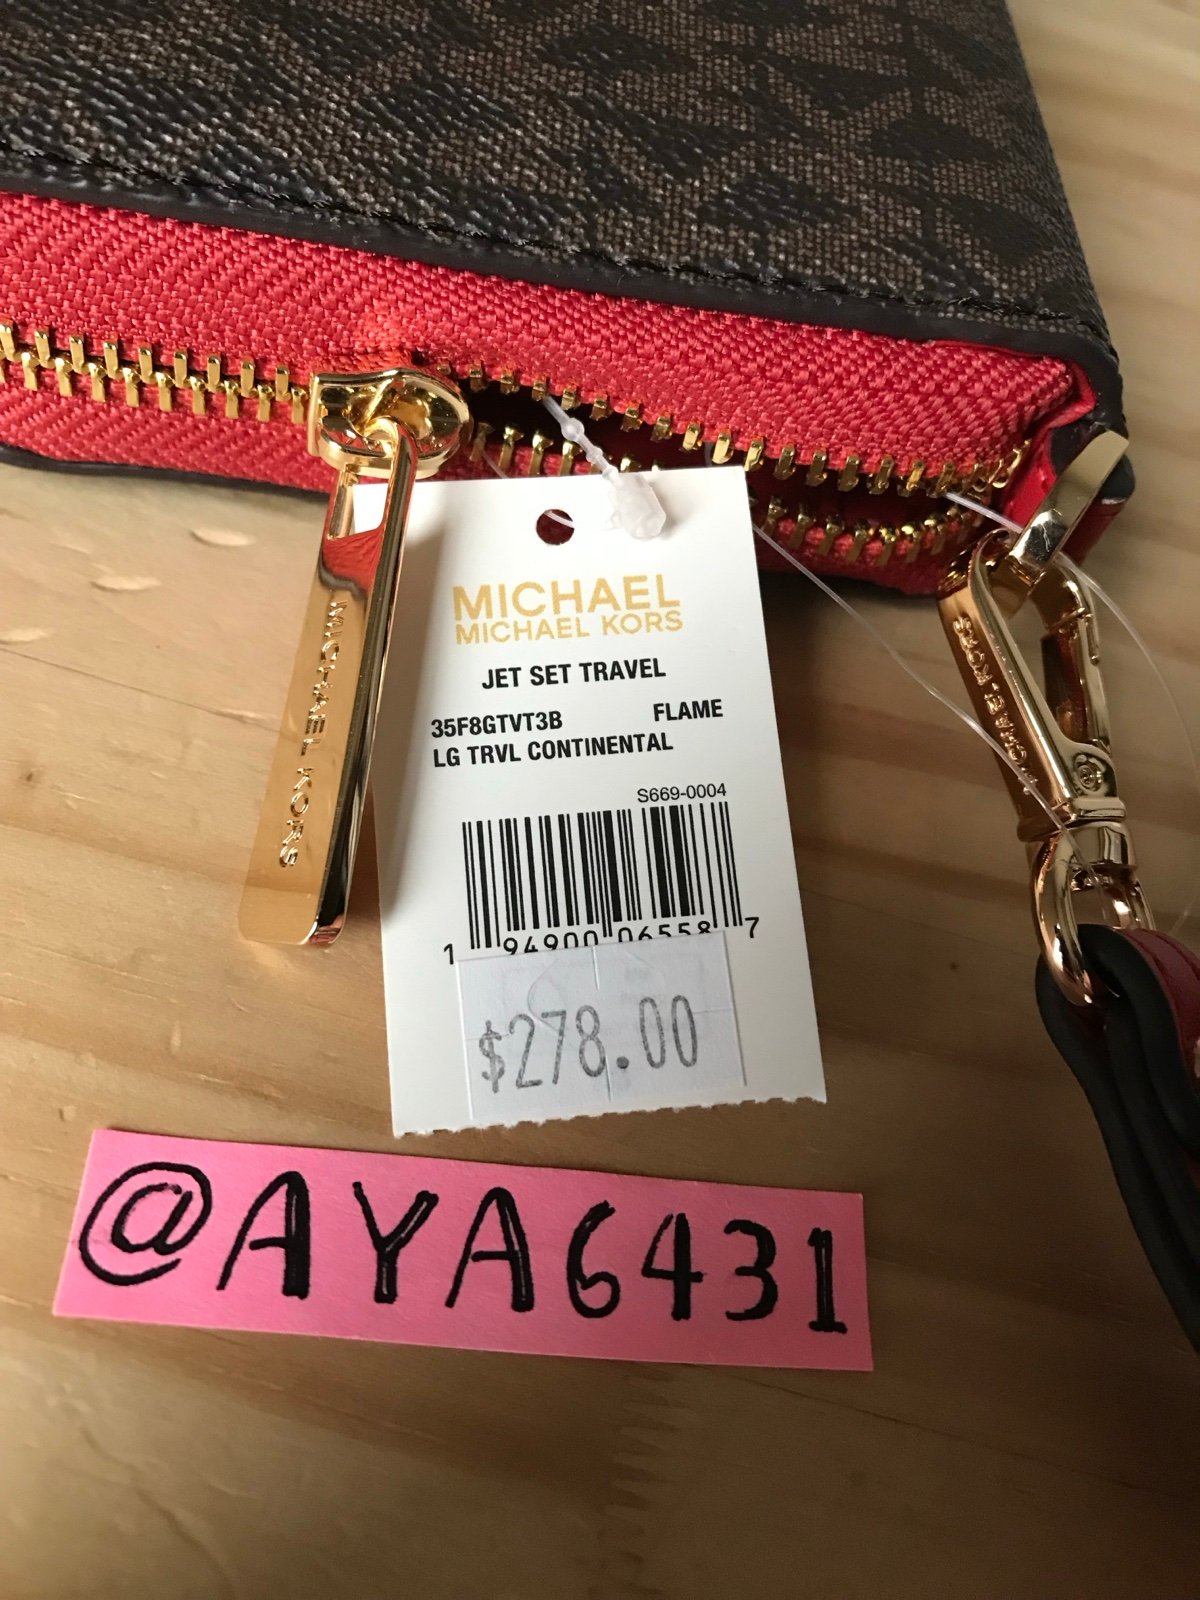 MICHAEL
MICHAEL KORS
JET SET TRAVEL
35F8GTVT3B FLAME
LG TRVL CONTINENTAL
S669-0004
1 94900 06558 7
$278.00
MICHAEL KORS
MICHAEL KORS
@AYA6431